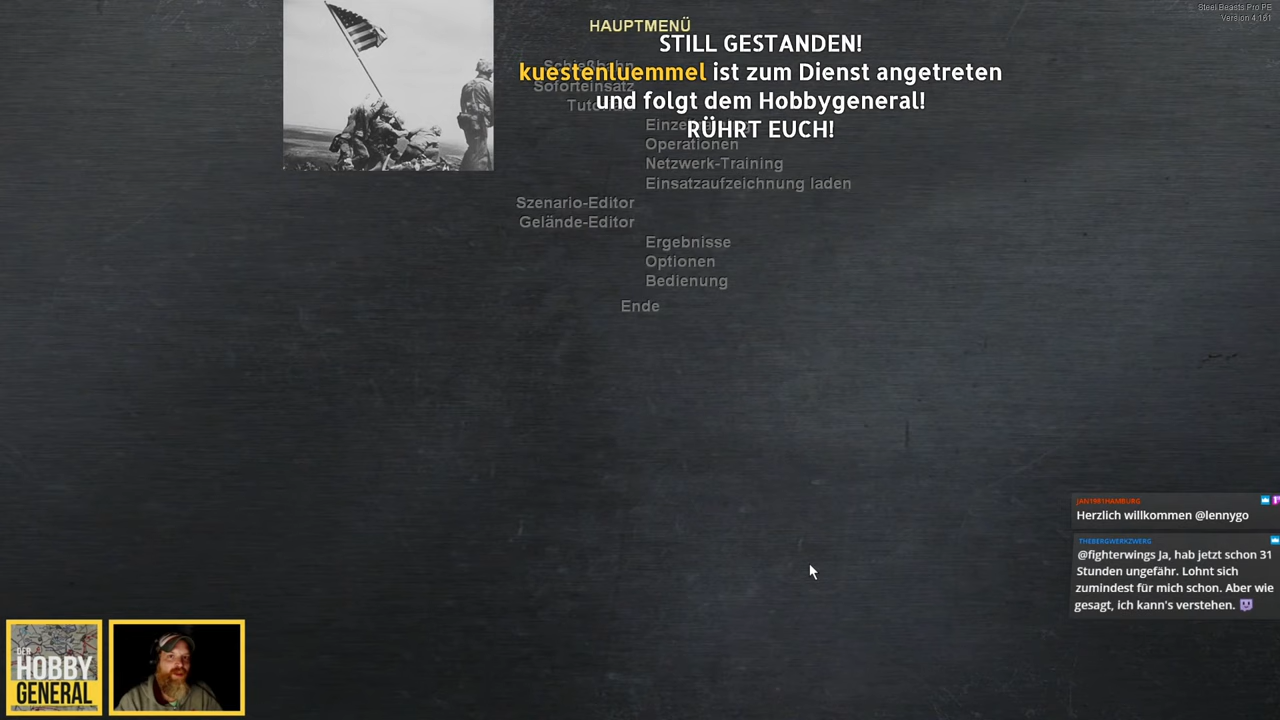 Steel Beasts Pro PE
Version 4.161
HAUPTMENÜ
STILL GESTANDEN!
kuestenluemmel ist zum Dienst angetreten
und folgt dem Hobbygeneral!
RÜHRT EUCH!
Schießbahn
Soforteinsatz
Operationen
Netzwerk-Training
Einsatzaufzeichnung laden
Szenario-Editor
Gelände-Editor
Ergebnisse
Optionen
Bedienung
Ende
JAN1981HAMBURG
Herzlich willkommen @lennygo
THEBERGWERKZWERG
@fighterwings Ja, hab jetzt schon 31
Stunden ungefähr. Lohnt sich
zumindest für mich schon. Aber wie
gesagt, ich kann's verstehen.
DER
HOBBY
GENERAL